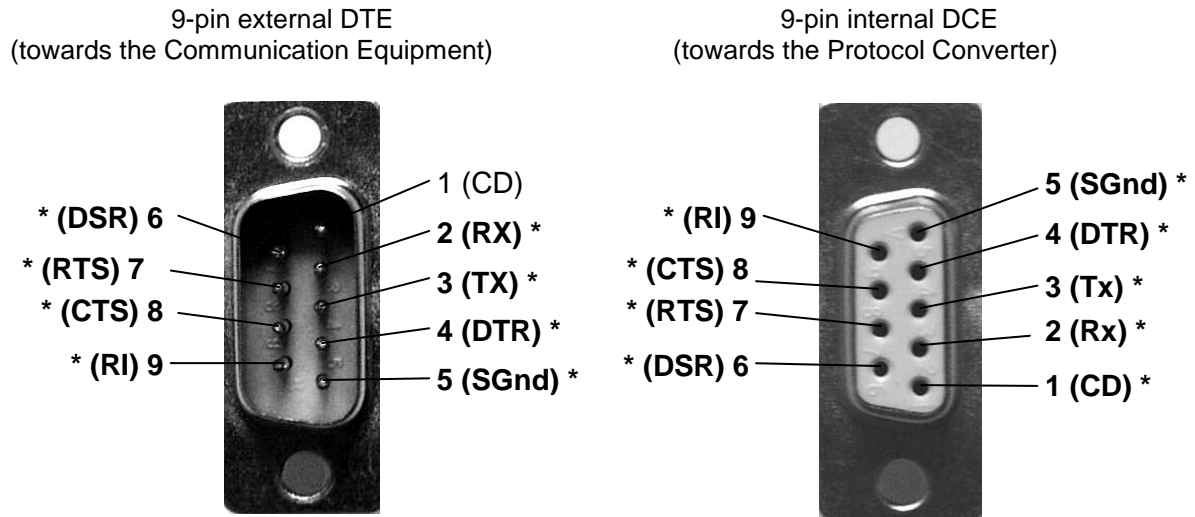 9-pin external DTE
(towards the Communication Equipment)
1 (CD)
* (DSR) 6
2 (RX) *
* (RTS) 7
3 (TX) *
* (CTS) 8
4 (DTR) *
* (RI) 9
5 (SGnd) *
9-pin internal DCE
(towards the Protocol Converter)
5 (SGnd) *
* (RI) 9
4 (DTR) *
* (CTS) 8
3 (Tx) *
* (RTS) 7
2 (Rx) *
* (DSR) 6
1 (CD) *